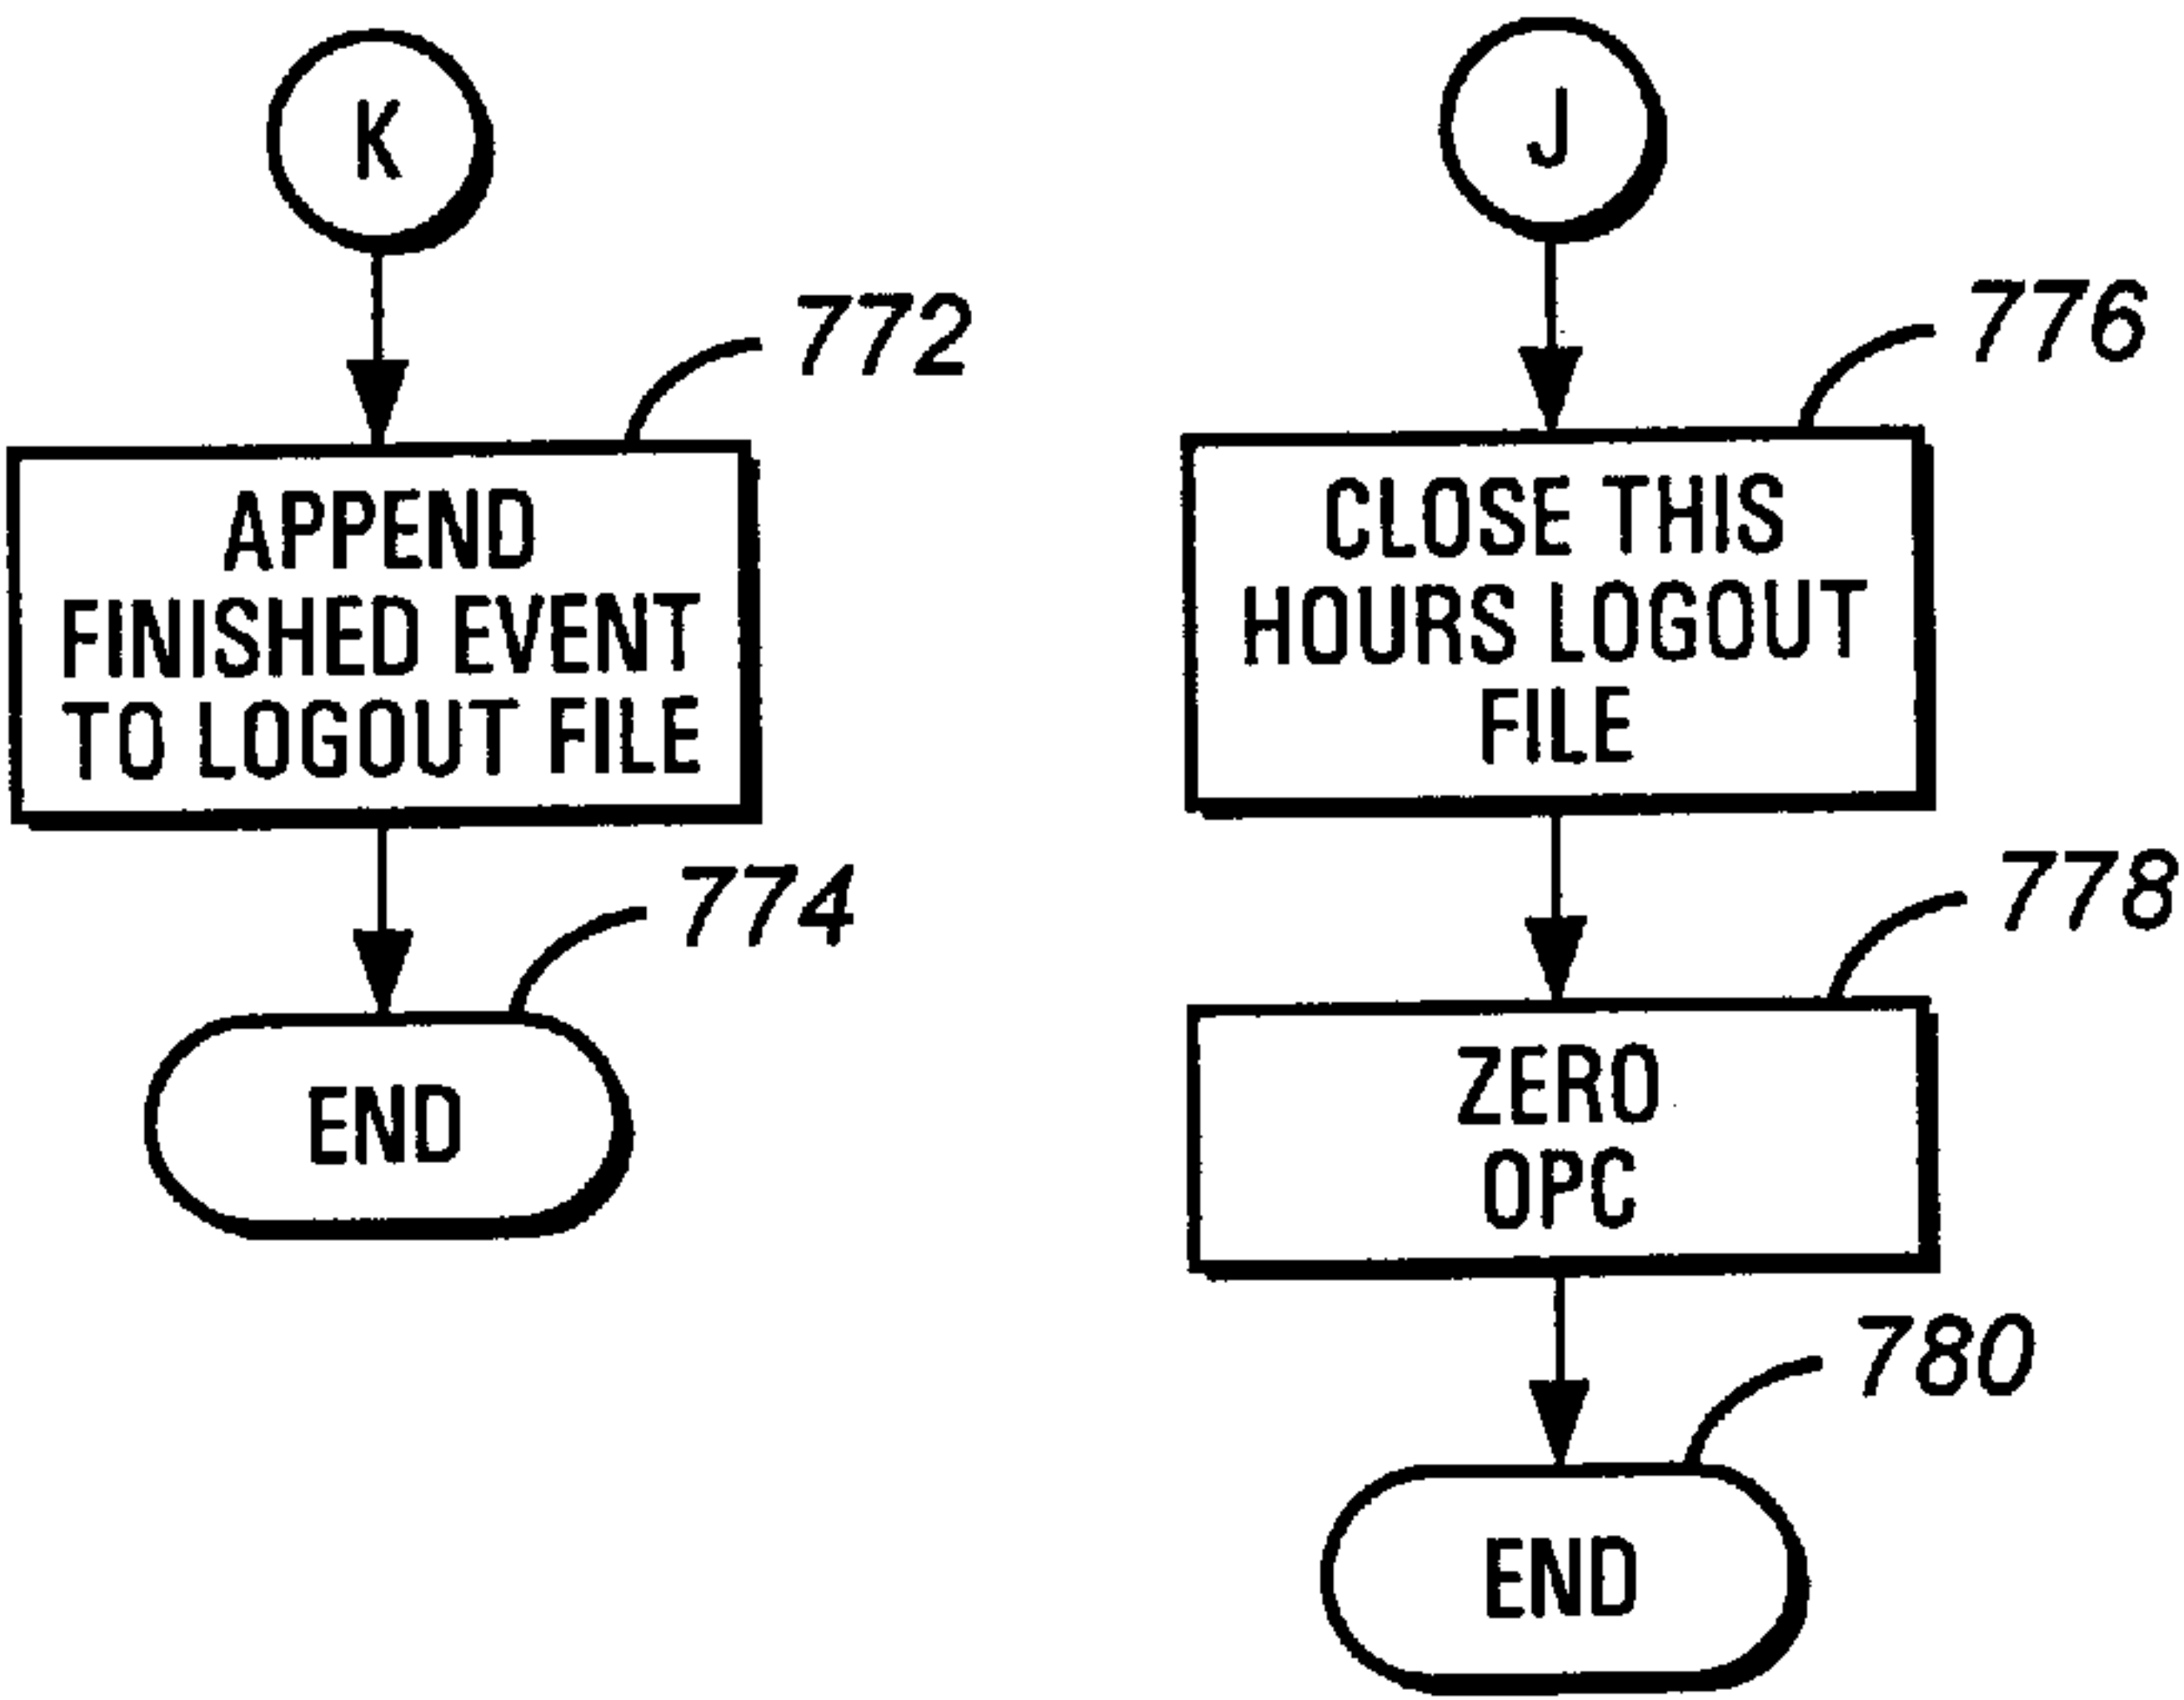 K
772
APPEND
FINISHED EVENT
TO LOGOUT FILE
774
END
J
776
CLOSE THIS
HOURS LOGOUT
FILE
778
ZERO
OPC
780
END